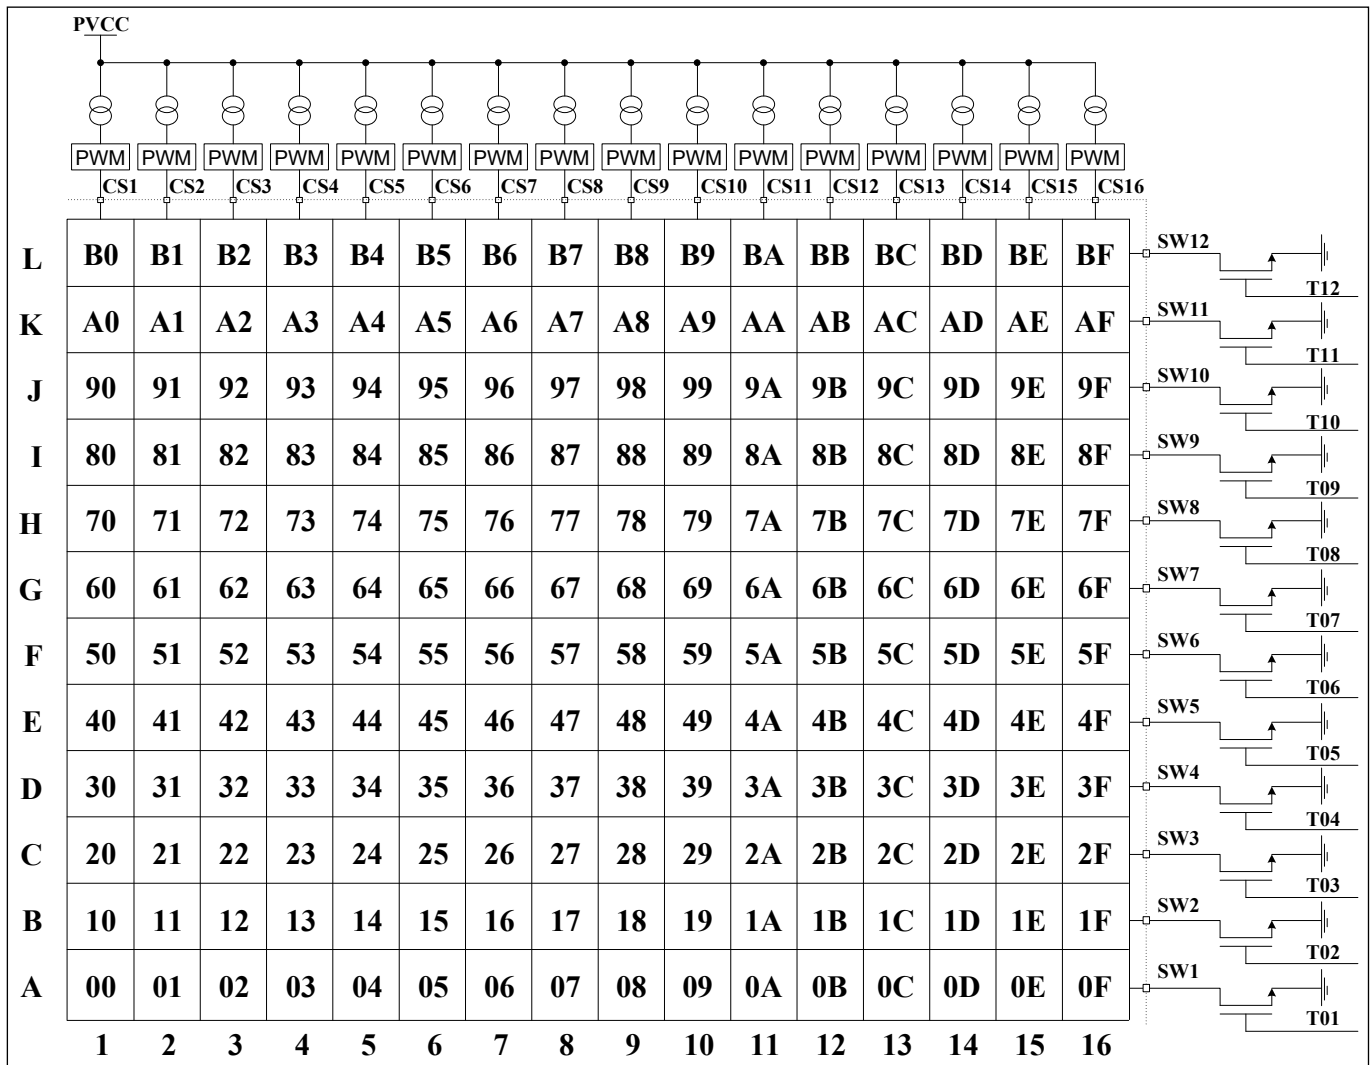 PVCC
PWM PWM PWM PWM PWM PWM PWM PWM PWM PWM PWM PWM PWM PWM PWM PWM
CS1 CS2 CS3 CS4 CS5 CS6 CS7 CS8 CS9 CS10 CS11 CS12 CS13 CS14 CS15 CS16
L B0 B1 B2 B3 B4 B5 B6 B7 B8 B9 BA BB BC BD BE BF SW12
T12
K A0 A1 A2 A3 A4 A5 A6 A7 A8 A9 AA AB AC AD AE AF SW11
T11
J 90 91 92 93 94 95 96 97 98 99 9A 9B 9C 9D 9E 9F SW10
T10
I 80 81 82 83 84 85 86 87 88 89 8A 8B 8C 8D 8E 8F SW9
T09
H 70 71 72 73 74 75 76 77 78 79 7A 7B 7C 7D 7E 7F SW8
T08
G 60 61 62 63 64 65 66 67 68 69 6A 6B 6C 6D 6E 6F SW7
T07
F 50 51 52 53 54 55 56 57 58 59 5A 5B 5C 5D 5E 5F SW6
T06
E 40 41 42 43 44 45 46 47 48 49 4A 4B 4C 4D 4E 4F SW5
T05
D 30 31 32 33 34 35 36 37 38 39 3A 3B 3C 3D 3E 3F SW4
T04
C 20 21 22 23 24 25 26 27 28 29 2A 2B 2C 2D 2E 2F SW3
T03
B 10 11 12 13 14 15 16 17 18 19 1A 1B 1C 1D 1E 1F SW2
T02
A 00 01 02 03 04 05 06 07 08 09 0A 0B 0C 0D 0E 0F SW1
T01
1 2 3 4 5 6 7 8 9 10 11 12 13 14 15 16